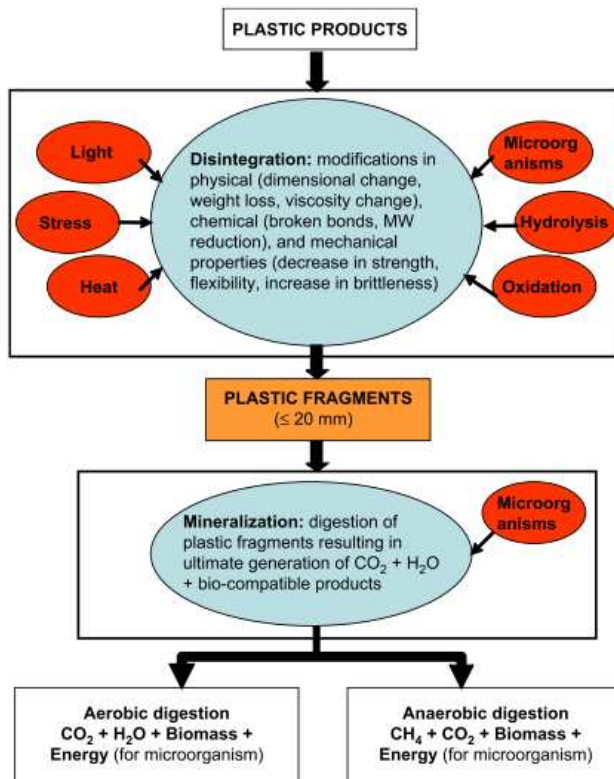 PLASTIC PRODUCTS
Light
Stress
Heat
Disintegration: modifications in
physical (dimensional change,
weight loss, viscosity change),
chemical (broken bonds, MW
reduction), and mechanical
properties (decrease in strength,
flexibility, increase in brittleness)
Microorg
anisms
Hydrolysis
Oxidation
PLASTIC FRAGMENTS
(≤ 20 mm)
Mineralization: digestion of
plastic fragments resulting in
ultimate generation of CO₂ + H₂O
+ bio-compatible products
Microorg
anisms
Aerobic digestion
CO₂ + H₂O + Biomass +
Energy (for microorganism)
Anaerobic digestion
CH₄ + CO₂ + Biomass +
Energy (for microorganism)